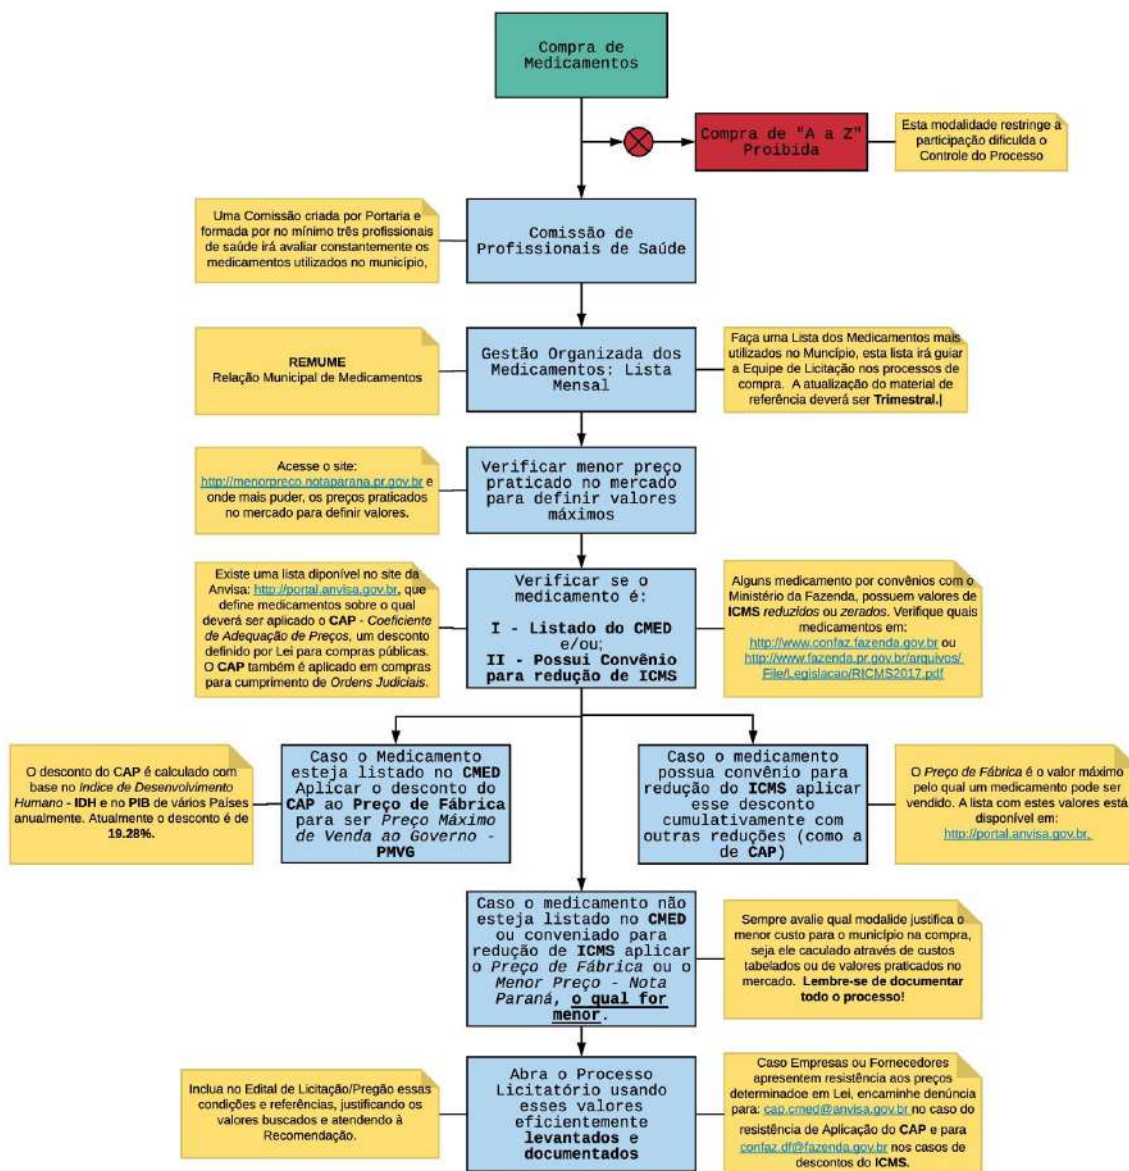 Compra de
Medicamentos
Compra de "A a Z"
Proibida
Esta modalidade restringe a
participação dificulda o
Controle do Processo
Uma Comissão criada por Portaria e
formada por no mínimo três profissionais
de saúde irá avaliar constantemente os
medicamentos utilizados no município,
Comissão de
Profissionais de Saúde
REMUME
Relação Municipal de Medicamentos
Gestão Organizada dos
Medicamentos: Lista
Mensal
Faça uma Lista dos Medicamentos mais
utilizados no Muncípio, esta lista irá guiar
a Equipe de Licitação nos processos de
compra. A atualização do material de
referência deverá ser Trimestral.|
Acesse o site:
http://menorpreco.notaparana.pr.gov.br e
onde mais puder, os preços praticados
no mercado para definir valores.
Verificar menor preço
praticado no mercado
para definir valores
máximos
Existe uma lista diponível no site da
Anvisa: http://portal.anvisa.gov.br, que
define medicamentos sobre o qual
deverá ser aplicado o CAP - Coeficiente
de Adequação de Preços, um desconto
definido por Lei para compras públicas.
O CAP também é aplicado em compras
para cumprimento de Ordens Judiciais.
Verificar se o
medicamento é:
I - Listado do CMED
e/ou;
II - Possui Convênio
para redução de ICMS
Alguns medicamento por convênios com o
Ministério da Fazenda, possuem valores de
ICMS reduzidos ou zerados. Verifique quais
medicamentos em:
http://www.confaz.fazenda.gov.br ou
http://www.fazenda.pr.gov.br/arquivos/
File/Legislacao/RICMS2017.pdf
O desconto do CAP é calculado com
base no Indice de Desenvolvimento
Humano - IDH e no PIB de vários Países
anualmente. Atualmente o desconto é de
19.28%.
Caso o Medicamento
esteja listado no CMED
Aplicar o desconto do
CAP ao Preço de Fábrica
para ser Preço Máximo
de Venda ao Governo -
PMVG
Caso o medicamento
possua convênio para
redução do ICMS aplicar
esse desconto
cumulativamente com
outras reduções (como a
de CAP)
O Preço de Fábrica é o valor máximo
pelo qual um medicamento pode ser
vendido. A lista com estes valores está
disponível em:
http://portal.anvisa.gov.br.
Caso o medicamento não
esteja listado no CMED
ou conveniado para
redução de ICMS aplicar
o Preço de Fábrica ou o
Menor Preço - Nota
Paraná, o qual for
menor.
Sempre avalie qual modalide justifica o
menor custo para o município na compra,
seja ele caculado através de custos
tabelados ou de valores praticados no
mercado. Lembre-se de documentar
todo o processo!
Inclua no Edital de Licitação/Pregão essas
condições e referências, justificando os
valores buscados e atendendo à
Recomendação.
Abra o Processo
Licitatório usando
esses valores
eficientemente
levantados e
documentados
Caso Empresas ou Fornecedores
apresentem resistência aos preços
determinadoe em Lei, encaminhe denúncia
para: cap.cmed@anvisa.gov.br no caso do
resistência de Aplicação do CAP e para
confaz.df@fazenda.gov.br nos casos de
descontos do ICMS.